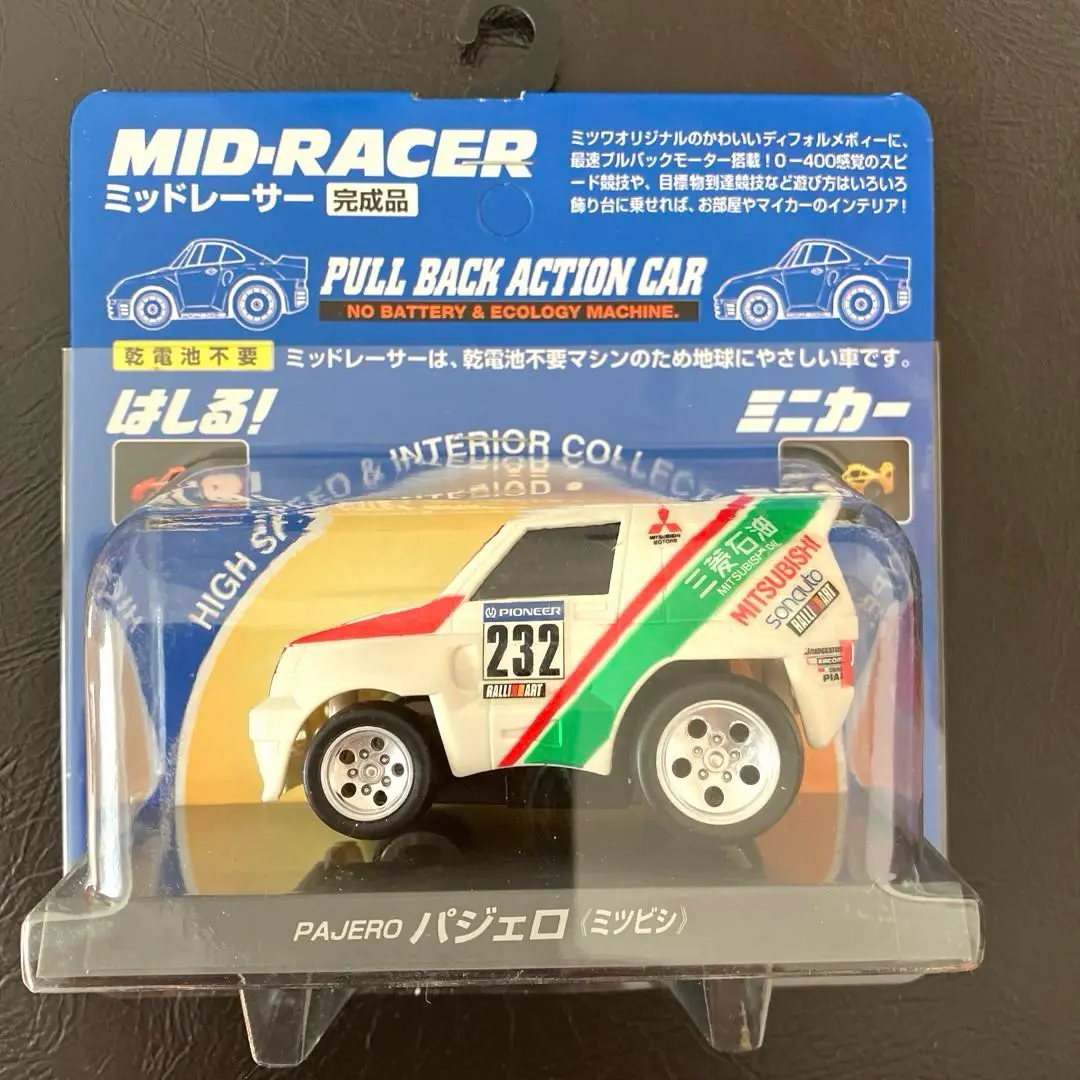 MID-RACER
ミッドレーサー 完成品
ミツワオリジナルのかわいいディフォルメボィーに、
最速プルバックモーター搭載！0－400感覚のスピ
ード競技や、目標物到達競技など遊び方はいろいろ
飾り台に乗せれば、お部屋やマイカーのインテリア！
PULL BACK ACTION CAR
NO BATTERY & ECOLOGY MACHINE.
乾電池不要 ミッドレーサーは、乾電池不要マシンのため地球にやさしい車です。
はしる！
ミニカー
HIGH SPEED & INTERIOR COLLEC
MITSUBISHI
MOTORS
三菱石油
MITSUBISHI OIL
MITSUBISHI
sonauto
RALLIART
PIONEER
232
RALLIART
BRIDGESTONE
PIAA
PAJERO パジェロ《ミツビシ》